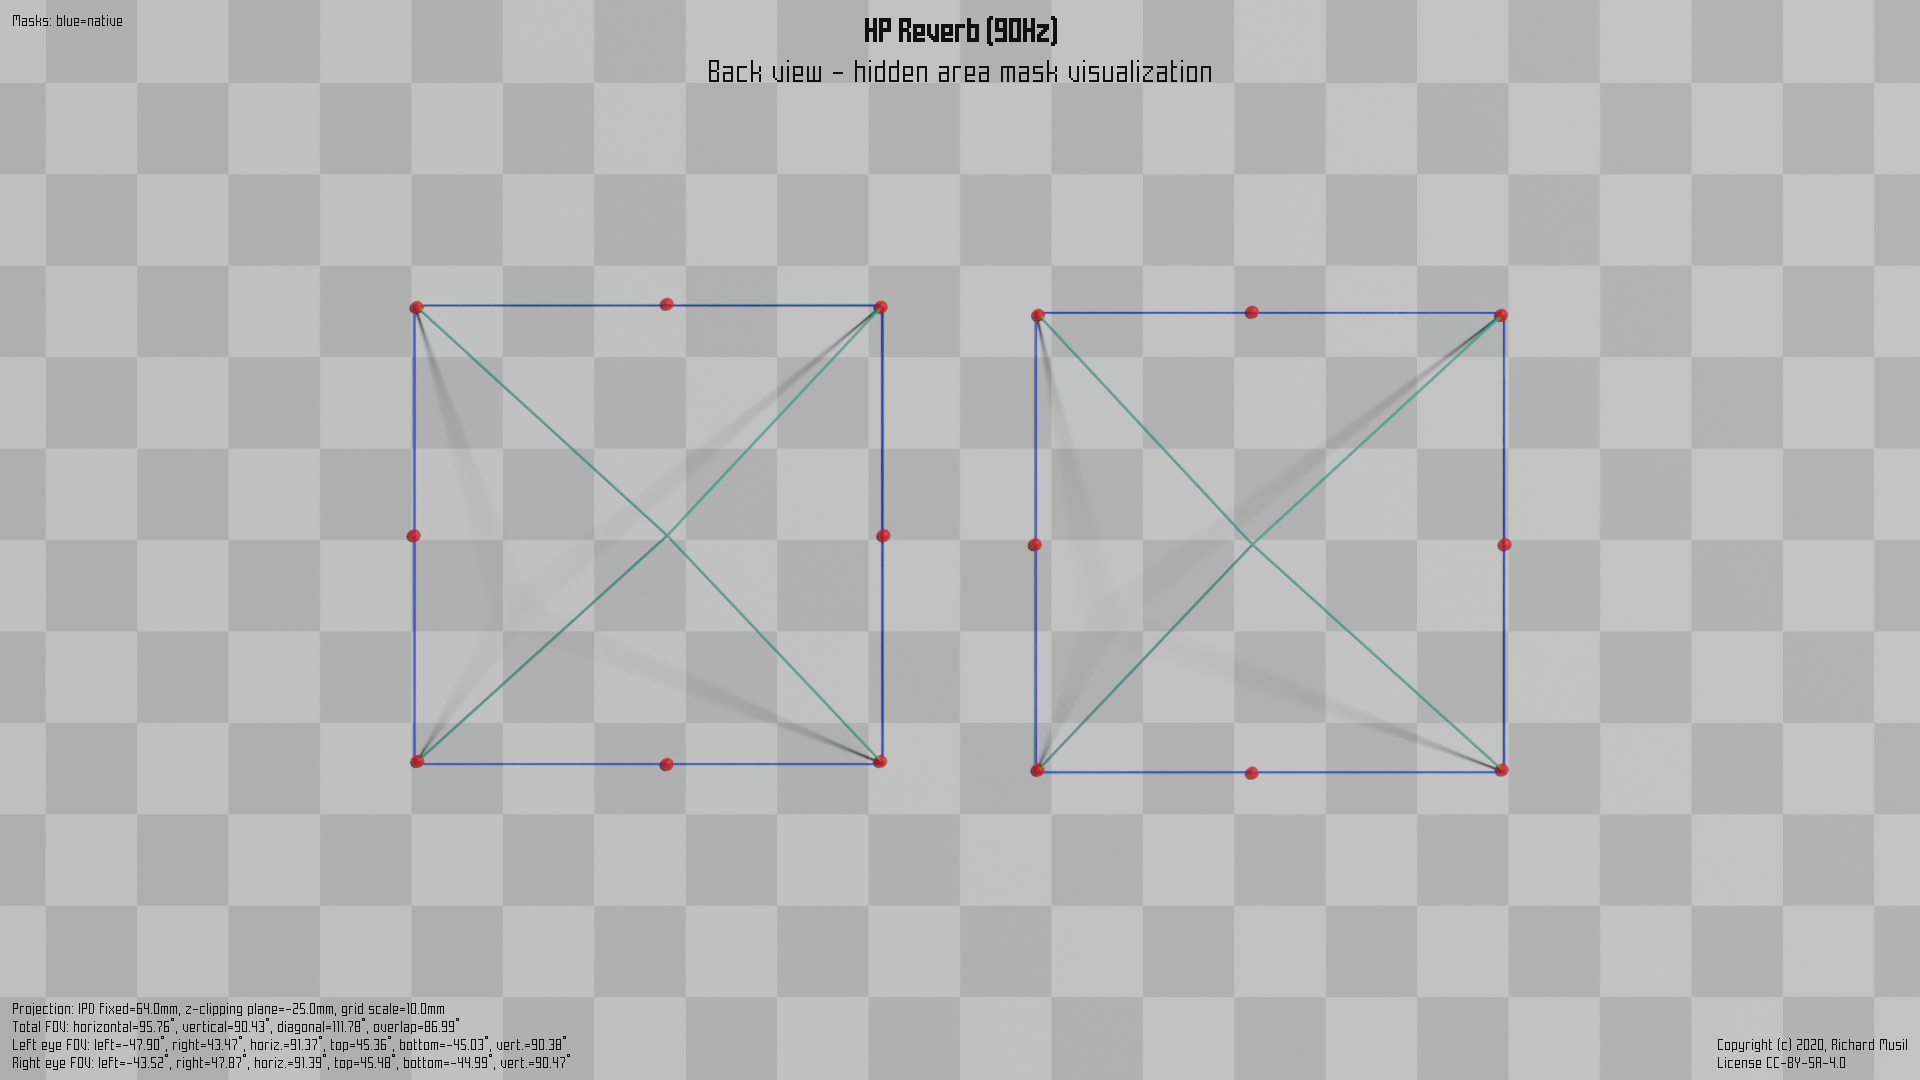 Masks: blue=native
HP Reverb (90Hz)
Back view - hidden area mask visualization
Projection: IPD fixed=64.0mm, z-clipping plane=-25.0mm, grid scale=10.0mm
Total FOV: horizontal=95.76°, vertical=90.43°, diagonal=111.78°, overlap=86.99°
Left eye FOV: left=-47.90°, right=43.47°, horiz.=91.37°, top=45.36°, bottom=-45.03°, vert.=90.38°
Right eye FOV: left=-43.52°, right=47.87°, horiz.=91.39°, top=45.48°, bottom=-44.99°, vert.=90.47°
Copyright (c) 2020, Richard Musil
License CC-BY-SA-4.0